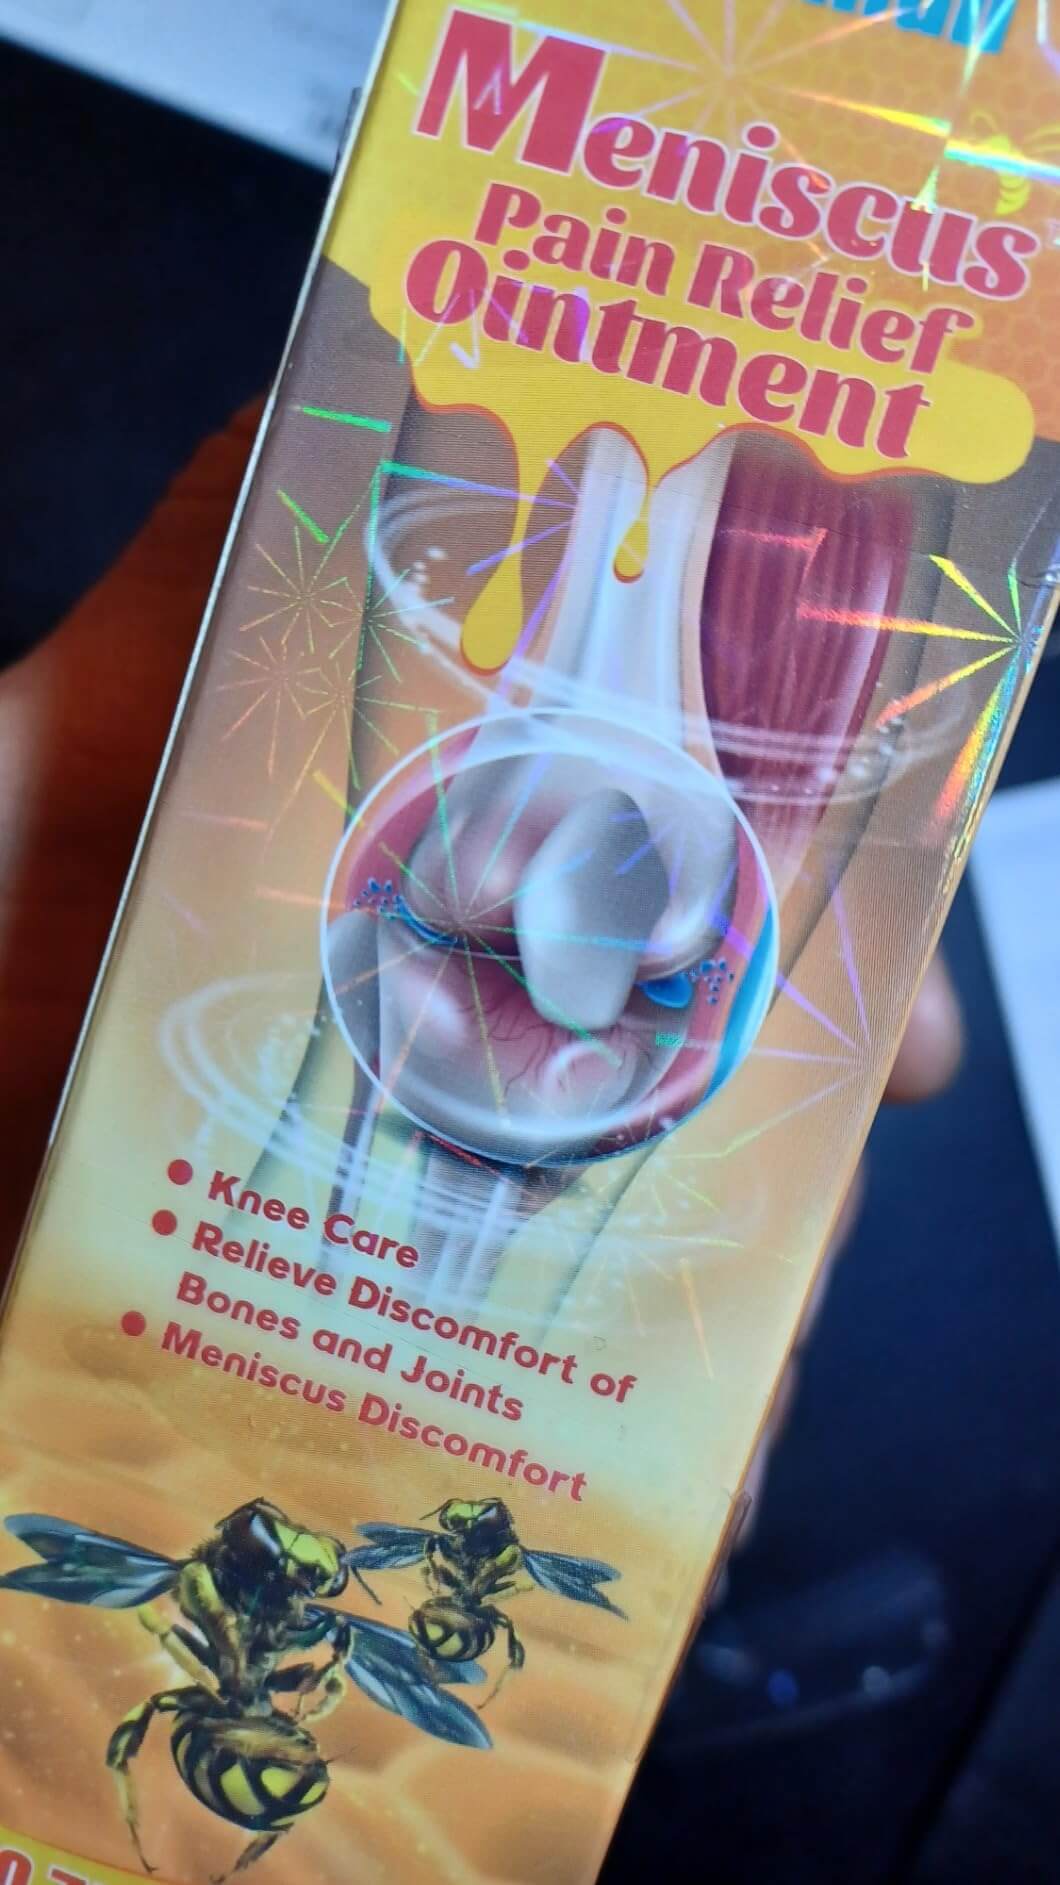 Meniscus
Pain Relief
Ointment
Knee Care
Relieve Discomfort of
Bones and Joints
Meniscus Discomfort